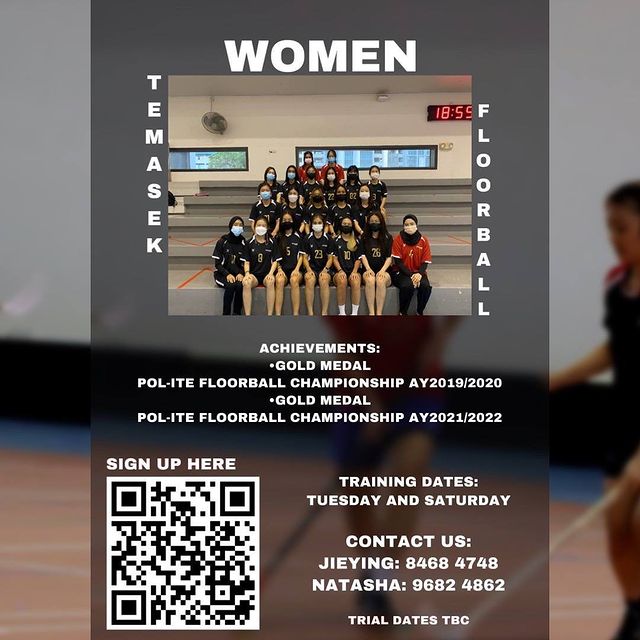 WOMEN
TEMASEK
FLOORBALL
18:55
ACHIEVEMENTS:
•GOLD MEDAL
POL-ITE FLOORBALL CHAMPIONSHIP AY2019/2020
•GOLD MEDAL
POL-ITE FLOORBALL CHAMPIONSHIP AY2021/2022
SIGN UP HERE
TRAINING DATES:
TUESDAY AND SATURDAY
CONTACT US:
JIEYING: 8468 4748
NATASHA: 9682 4862
TRIAL DATES TBC